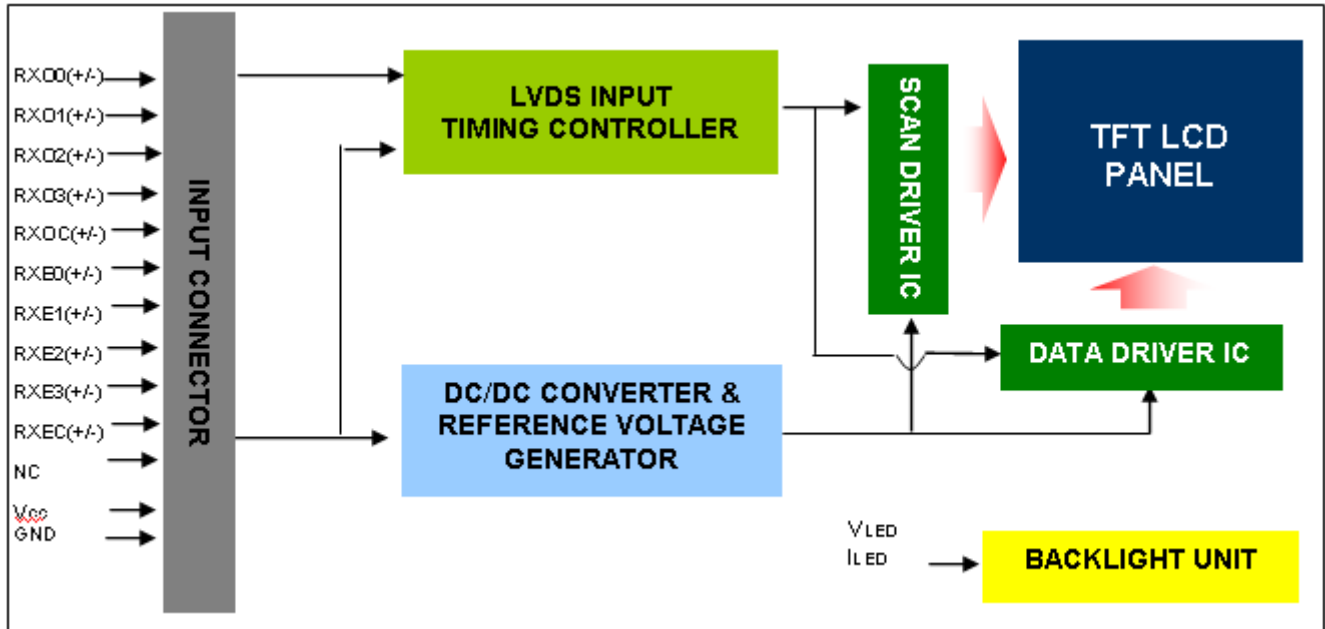 RXO0(+/-)
RXO1(+/-)
RXO2(+/-)
RXO3(+/-)
RXOC(+/-)
RXE0(+/-)
RXE1(+/-)
RXE2(+/-)
RXE3(+/-)
RXEC(+/-)
NC
Vcc
GND
INPUT CONNECTOR
LVDS INPUT
TIMING CONTROLLER
DC/DC CONVERTER &
REFERENCE VOLTAGE
GENERATOR
SCAN DRIVER IC
TFT LCD
PANEL
DATA DRIVER IC
VLED
ILED
BACKLIGHT UNIT